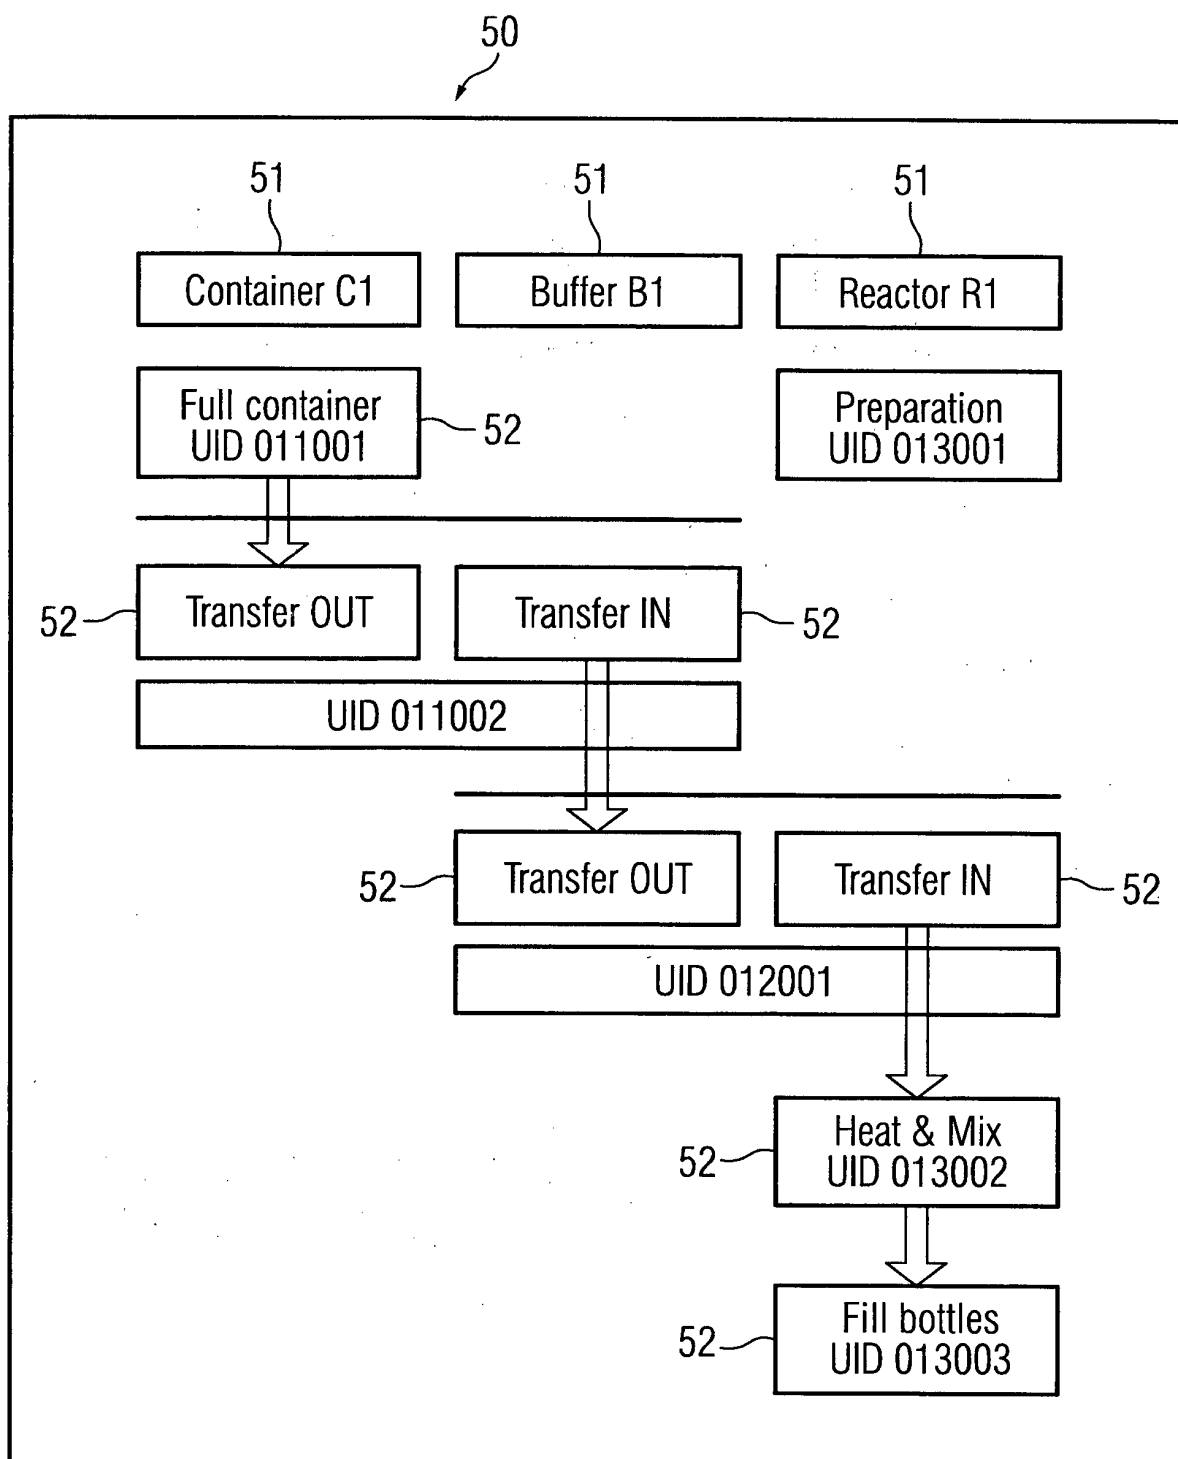 50
51
51
51
Container C1
Buffer B1
Reactor R1
Full container
UID 011001
52
Preparation
UID 013001
52
Transfer OUT
Transfer IN
52
UID 011002
52
Transfer OUT
Transfer IN
52
UID 012001
52
Heat & Mix
UID 013002
52
Fill bottles
UID 013003